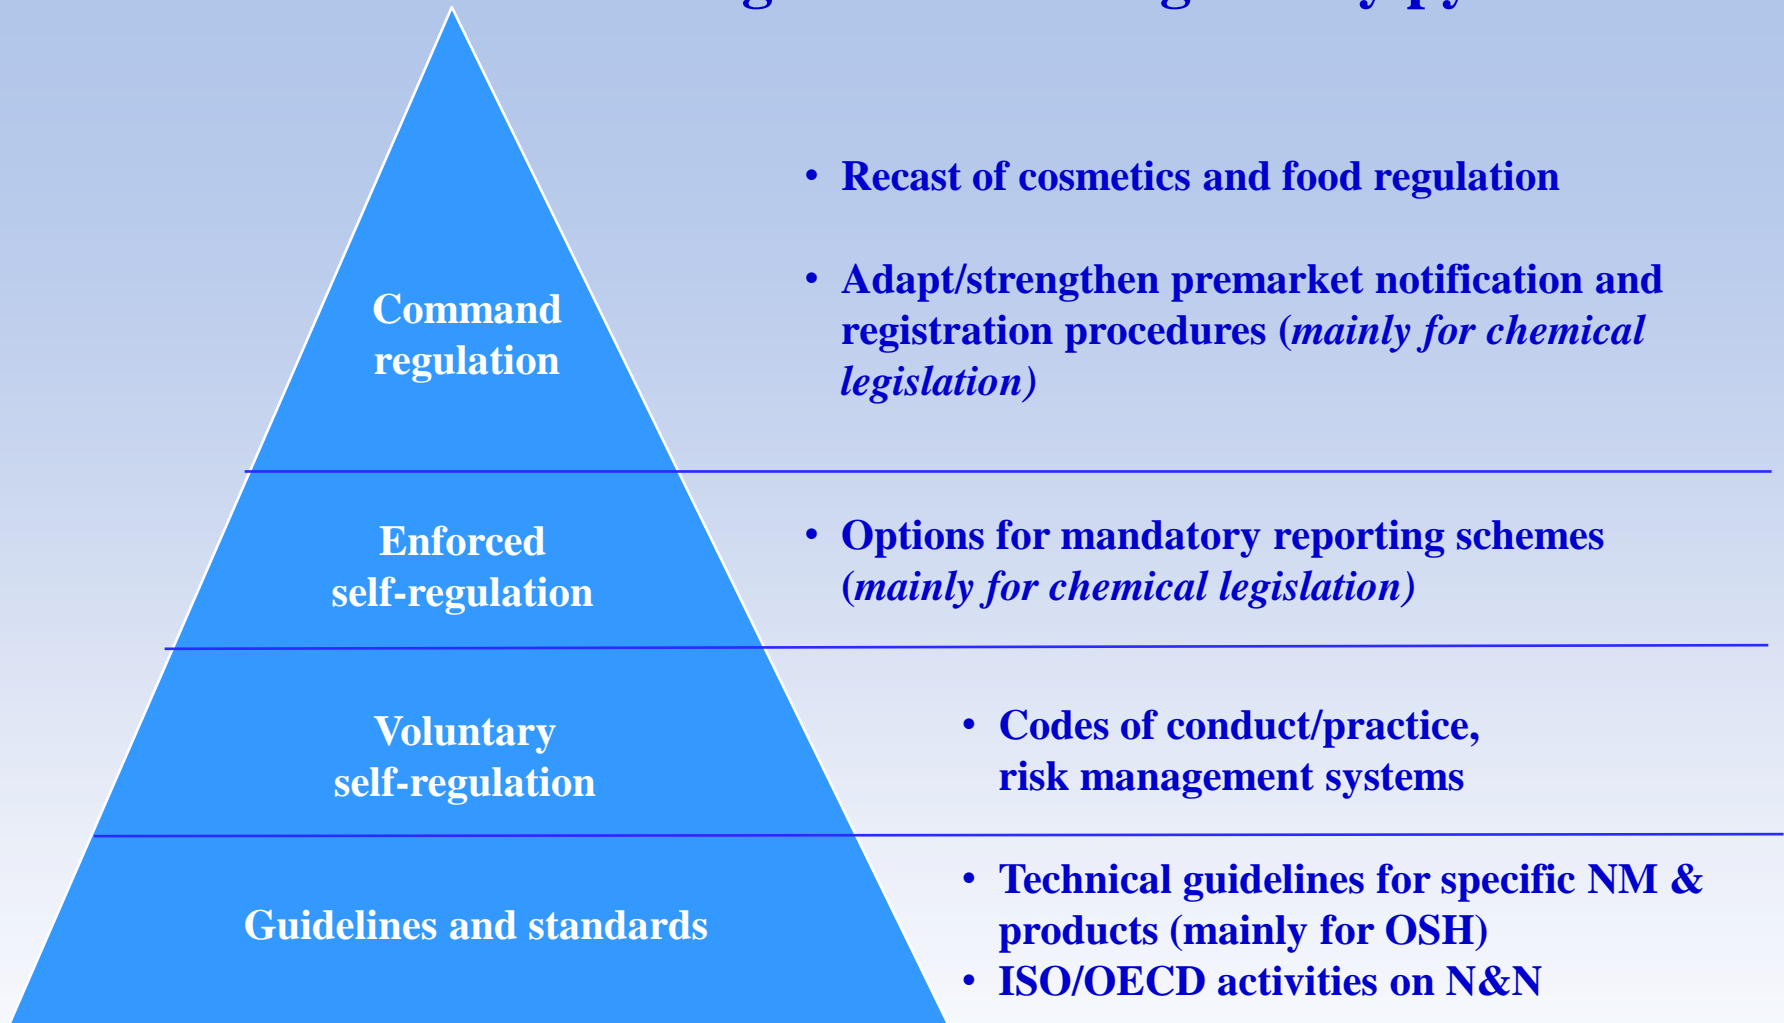 • Recast of cosmetics and food regulation
• Adapt/strengthen premarket notification and
registration procedures (mainly for chemical
legislation)
Command
regulation
• Options for mandatory reporting schemes
(mainly for chemical legislation)
Enforced
self-regulation
• Codes of conduct/practice,
risk management systems
Voluntary
self-regulation
• Technical guidelines for specific NM &
products (mainly for OSH)
• ISO/OECD activities on N&N
Guidelines and standards